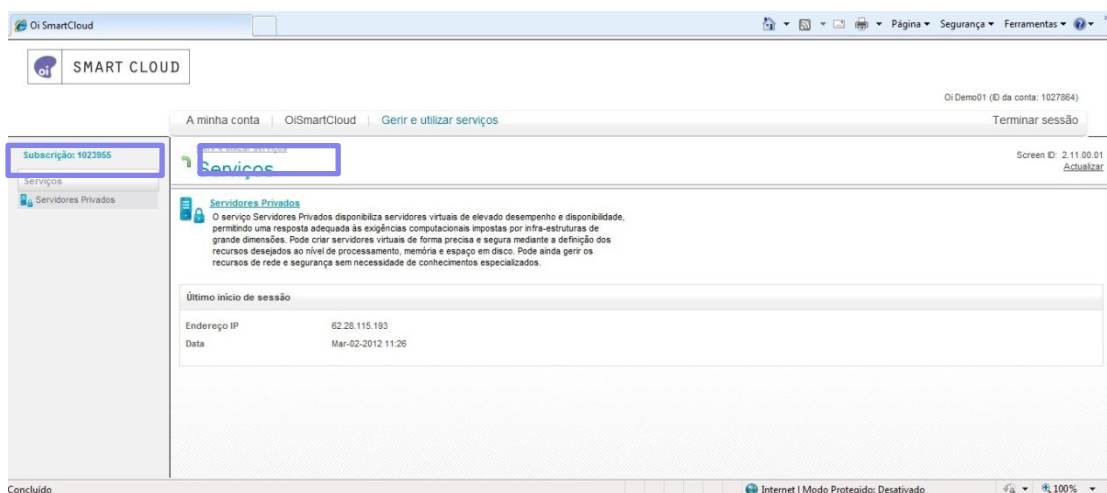 Oi SmartCloud
Página Segurança Ferramentas
oi SMART CLOUD
Oi Demo01 (ID da conta: 1027864)
A minha conta | OiSmartCloud | Gerir e utilizar serviços
Terminar sessão
Subscrição: 1023955
Serviços
Servidores Privados
Serviços
Screen ID: 2.11.00.01
Actualizar
Servidores Privados
O serviço Servidores Privados disponibiliza servidores virtuais de elevado desempenho e disponibilidade,
permitindo uma resposta adequada às exigências computacionais impostas por infra-estruturas de
grande dimensões. Pode criar servidores virtuais de forma precisa e segura mediante a definição dos
recursos desejados ao nível de processamento, memória e espaço em disco. Pode ainda gerir os
recursos de rede e segurança sem necessidade de conhecimentos especializados.
Último início de sessão
Endereço IP 62.28.115.193
Data Mar-02-2012 11:26
Concluído
Internet | Modo Protegido: Desativado
100%